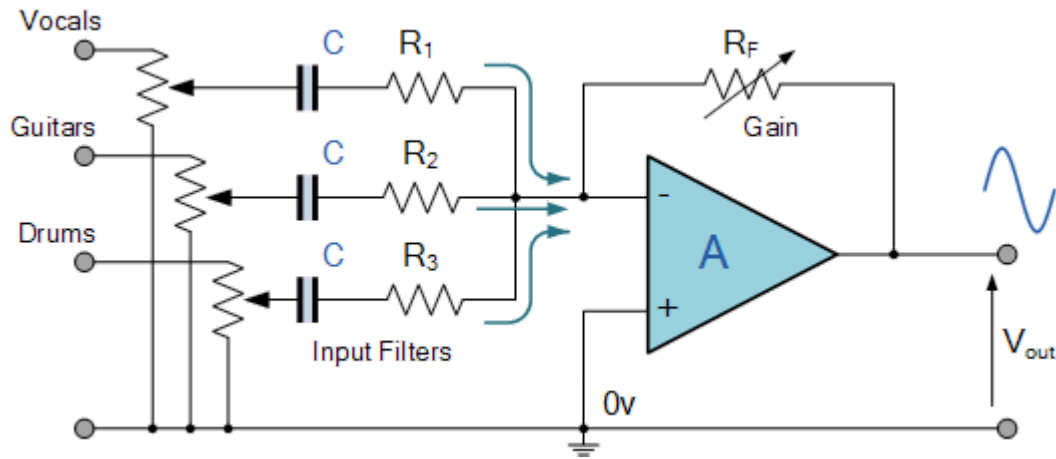 Vocals
C
R1
RF
Guitars
C
R2
Gain
Drums
C
R3
-
A
+
Input Filters
0v
Vout